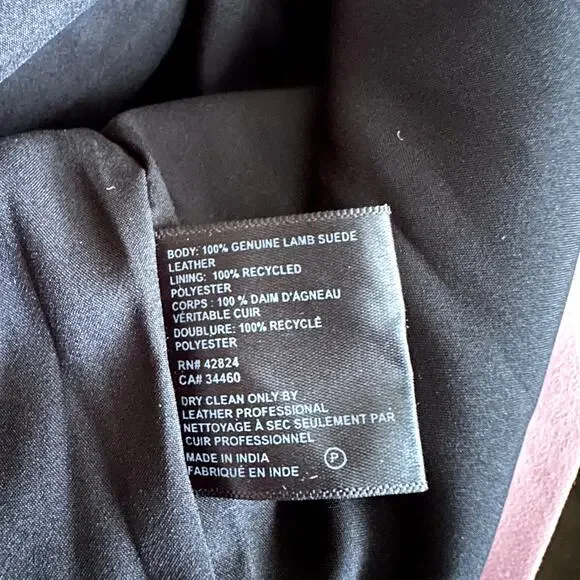 BODY: 100% GENUINE LAMB SUEDE
LEATHER
LINING: 100% RECYCLED
POLYESTER
CORPS : 100 % DAIM D'AGNEAU
VÉRITABLE CUIR
DOUBLURE: 100% RECYCLÉ
POLYESTER
RN# 42824
CA# 34460
DRY CLEAN ONLY BY
LEATHER PROFESSIONAL
NETTOYAGE À SEC SEULEMENT PAR
CUIR PROFESSIONNEL
MADE IN INDIA
FABRIQUÉ EN INDE
P